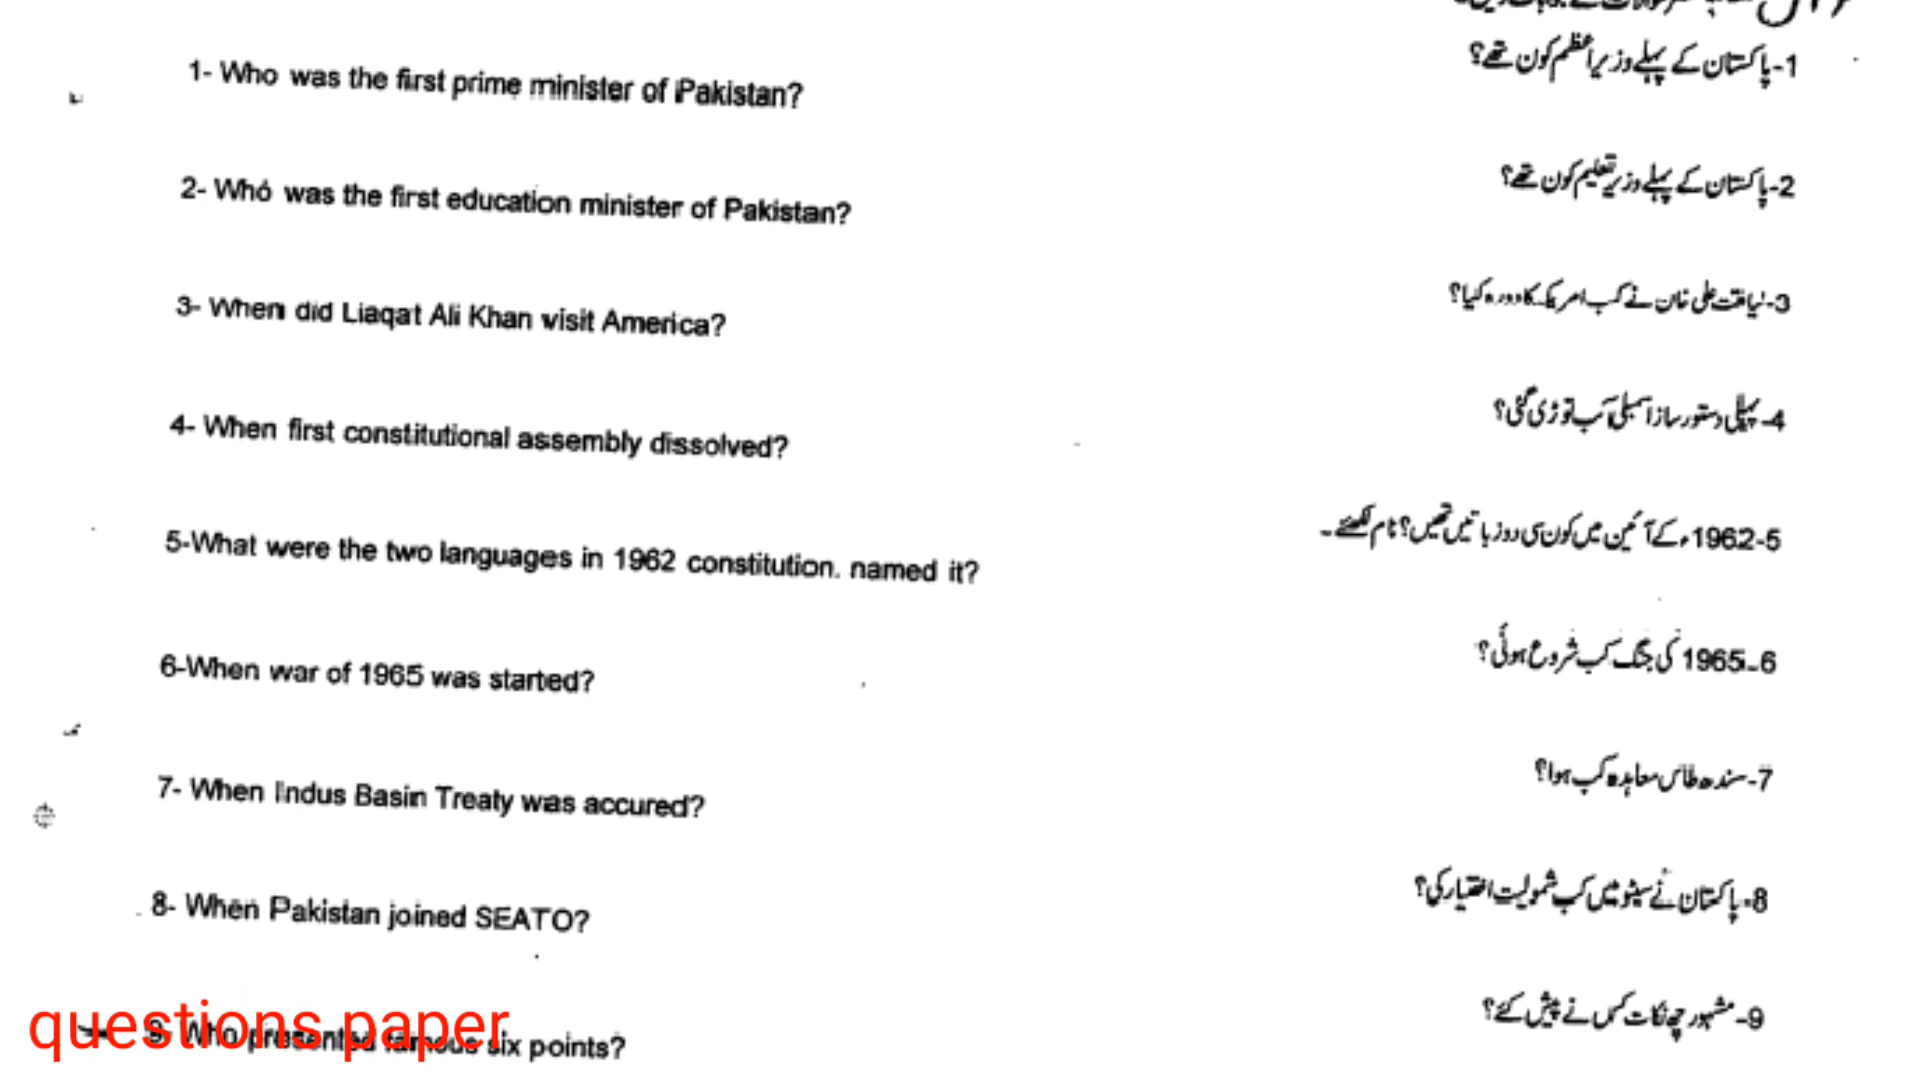 1- Who was the first prime minister of Pakistan?
1-پاکستان کے پہلے وزیراعظم کون تھے؟
2- Who was the first education minister of Pakistan?
2-پاکستان کے پہلے وزیر تعلیم کون تھے؟
3- When did Liaqat Ali Khan visit America?
3-لیاقت علی خان نے کب امریکہ کا دورہ کیا؟
4- When first constitutional assembly dissolved?
4-پہلی دستور ساز اسمبلی کب توڑی گئی؟
5-What were the two languages in 1962 constitution. named it?
5-1962ء کے آئین میں کون سی دو زبانیں تھیں؟ نام لکھئے۔
6-When war of 1965 was started?
6-1965 کی جنگ کب شروع ہوئی؟
7- When Indus Basin Treaty was accured?
7-سندھ طاس معاہدہ کب ہوا؟
8- When Pakistan joined SEATO?
8-پاکستان نے سیٹو میں کب شمولیت اختیار کی؟
9- Who presented famous six points?
9-مشہور چھ نکات کس نے پیش کئے؟
questions paper